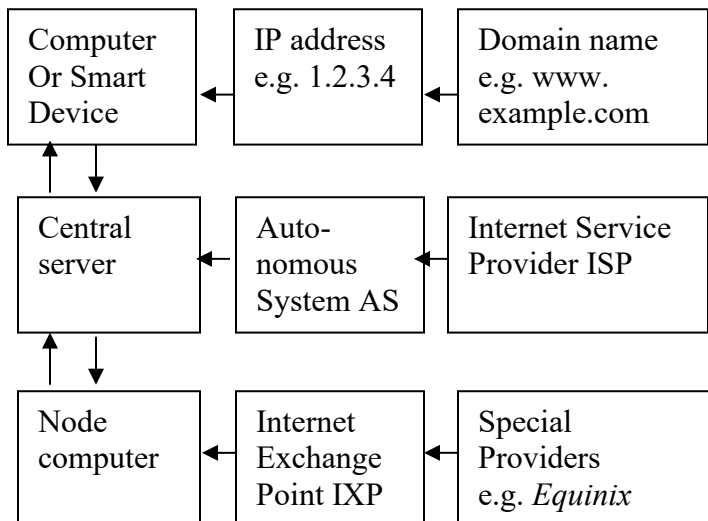 Computer
Or Smart
Device
IP address
e.g. 1.2.3.4
Domain name
e.g. www.
example.com
Central
server
Auto-
nomous
System AS
Internet Service
Provider ISP
Node
computer
Internet
Exchange
Point IXP
Special
Providers
e.g. Equinix